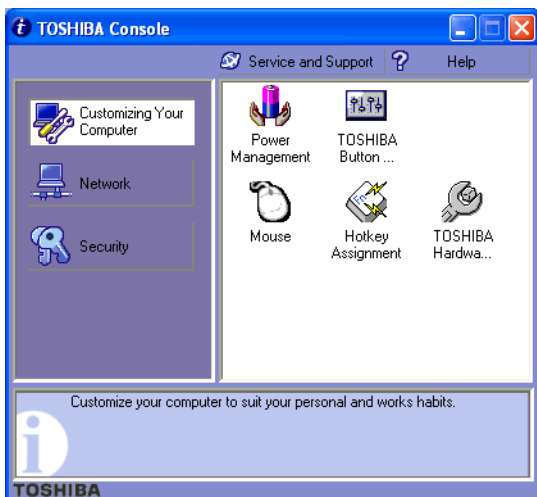 TOSHIBA Console
Service and Support
Help
Customizing Your
Computer
Network
Security
Power
Management
TOSHIBA
Button ...
Mouse
Hotkey
Assignment
TOSHIBA
Hardwa...
Customize your computer to suit your personal and works habits.
TOSHIBA